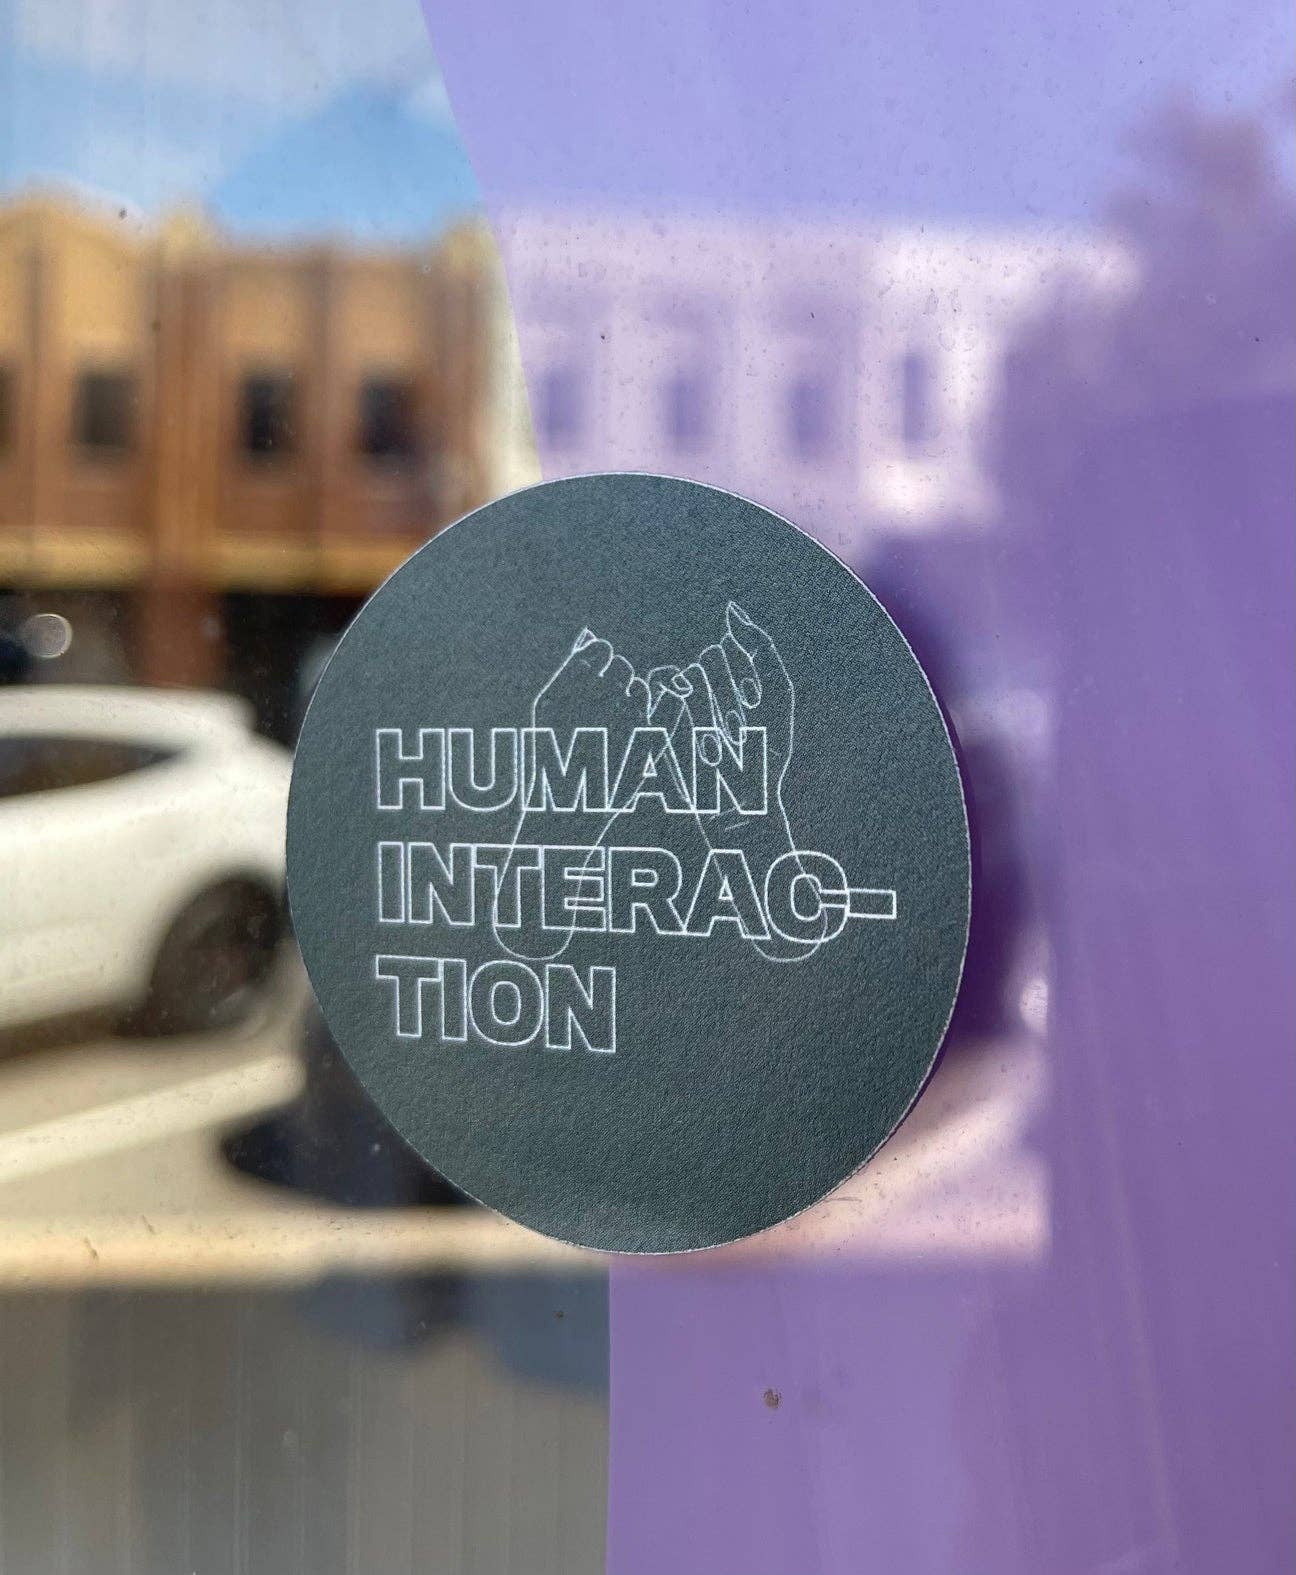 HUMAN
INTERAC-
TION